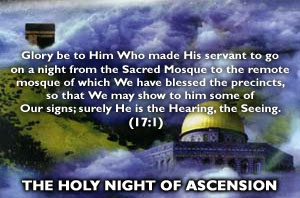 Glory be to Him Who made His servant to go
on a night from the Sacred Mosque to the remote
mosque of which We have blessed the precincts,
so that We may show to him some of
Our signs; surely He is the Hearing, the Seeing.
(17:1)
THE HOLY NIGHT OF ASCENSION